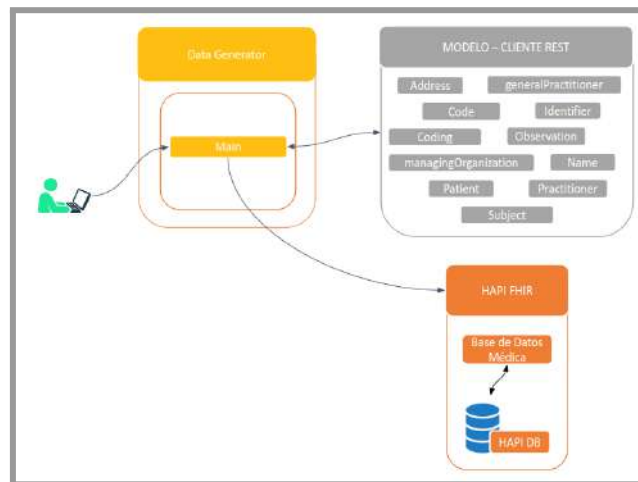 Data Generator
MODELO – CLIENTE REST
Address
generalPractitioner
Code
Identifier
Main
Coding
Observation
managingOrganization
Name
Patient
Practitioner
Subject
HAPI FHIR
Base de Datos
Médica
HAPI DB